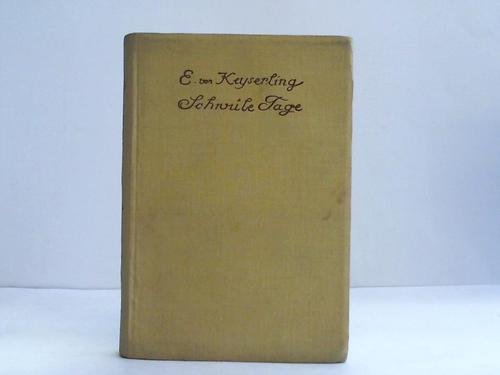 E. von Keyserling
Schwüle Tage